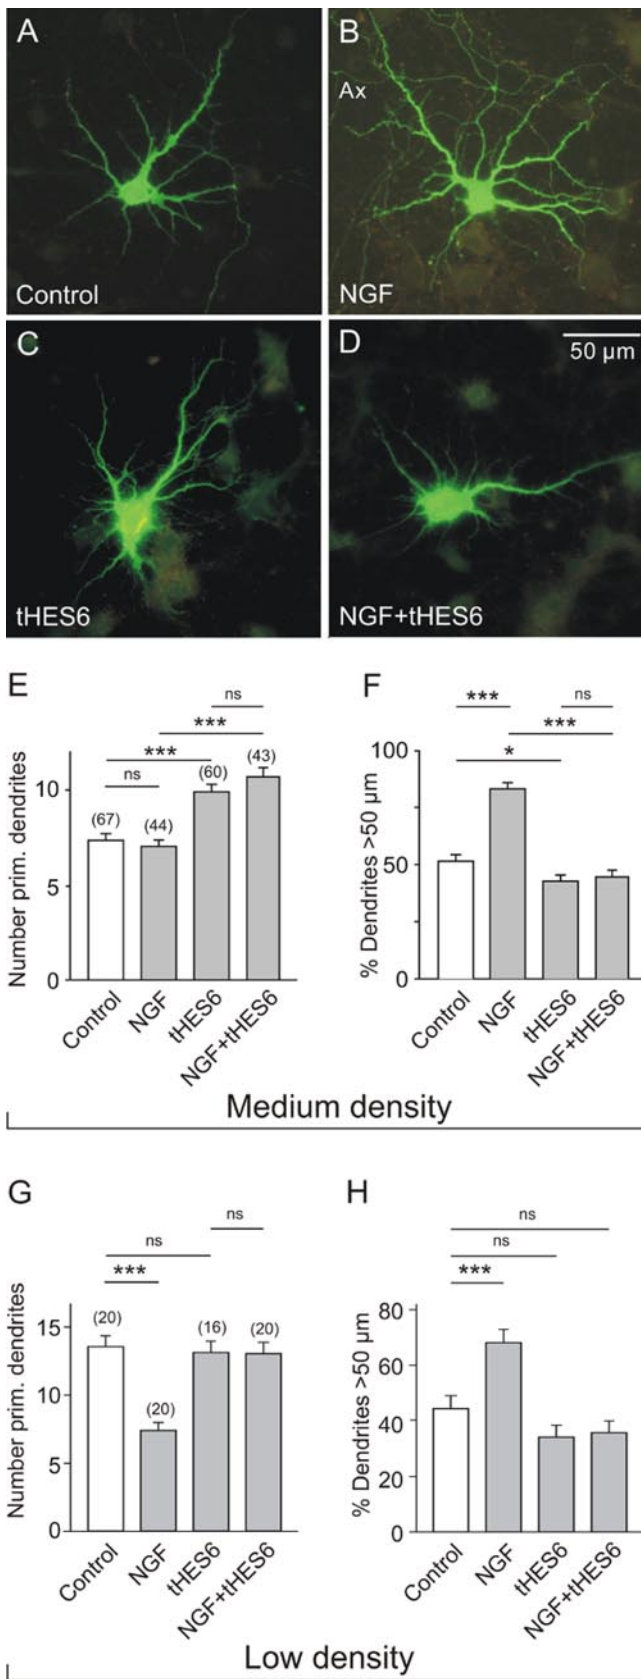 A
B
Ax
Control
NGF
C
D
50 µm
tHES6
NGF+tHES6
E
F
ns
ns
***
***
***
***
*
ns
Number prim. dendrites
10
5
0
(67)
(44)
(60)
(43)
Control
NGF
tHES6
NGF+tHES6
% Dendrites >50 µm
100
50
0
Control
NGF
tHES6
NGF+tHES6
Medium density
G
H
ns
ns
***
ns
ns
***
Number prim. dendrites
15
10
5
0
(20)
(20)
(16)
(20)
Control
NGF
tHES6
NGF+tHES6
% Dendrites >50 µm
80
60
40
20
0
Control
NGF
tHES6
NGF+tHES6
Low density